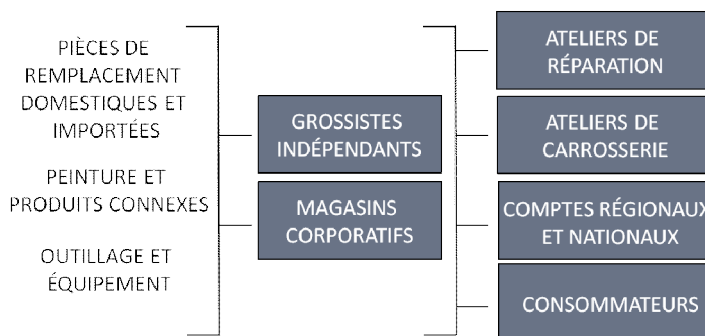 PIÈCES DE
REMPLACEMENT
DOMESTIQUES ET
IMPORTÉES
PEINTURE ET
PRODUITS CONNEXES
OUTILLAGE ET
ÉQUIPEMENT
GROSSISTES
INDÉPENDANTS
MAGASINS
CORPORATIFS
ATELIERS DE
RÉPARATION
ATELIERS DE
CARROSSERIE
COMPTES RÉGIONAUX
ET NATIONAUX
CONSOMMATEURS